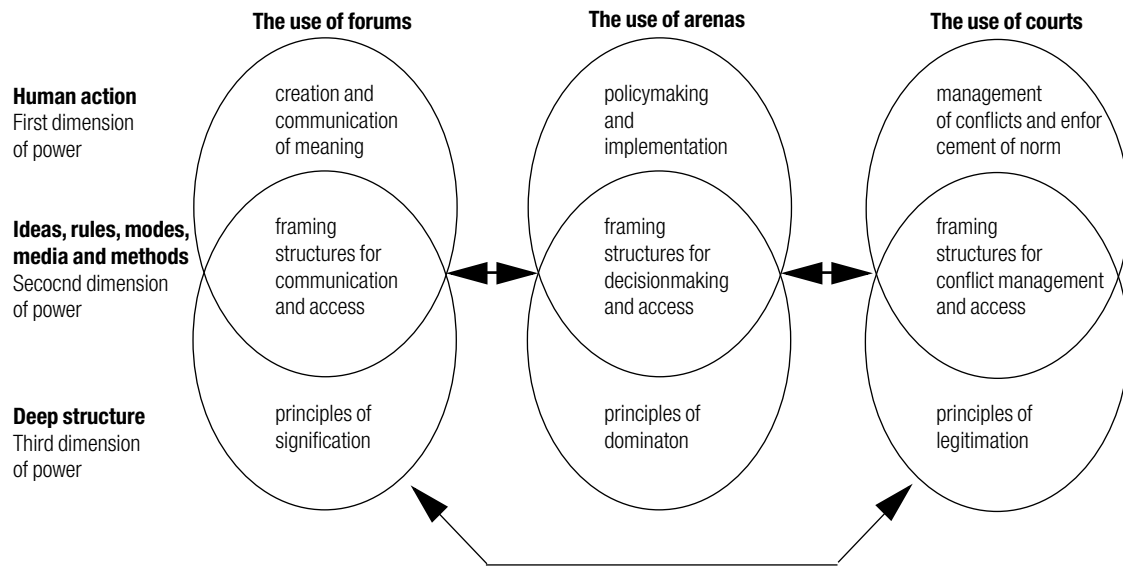 The use of forums
The use of arenas
The use of courts
Human action
First dimension
of power
creation and
communication
of meaning
policymaking
and
implementation
management
of conflicts and enfor
cement of norm
Ideas, rules, modes,
media and methods
Secocnd dimension
of power
framing
structures for
communication
and access
framing
structures for
decisionmaking
and access
framing
structures for
conflict management
and access
Deep structure
Third dimension
of power
principles of
signification
principles of
dominaton
principles of
legitimation